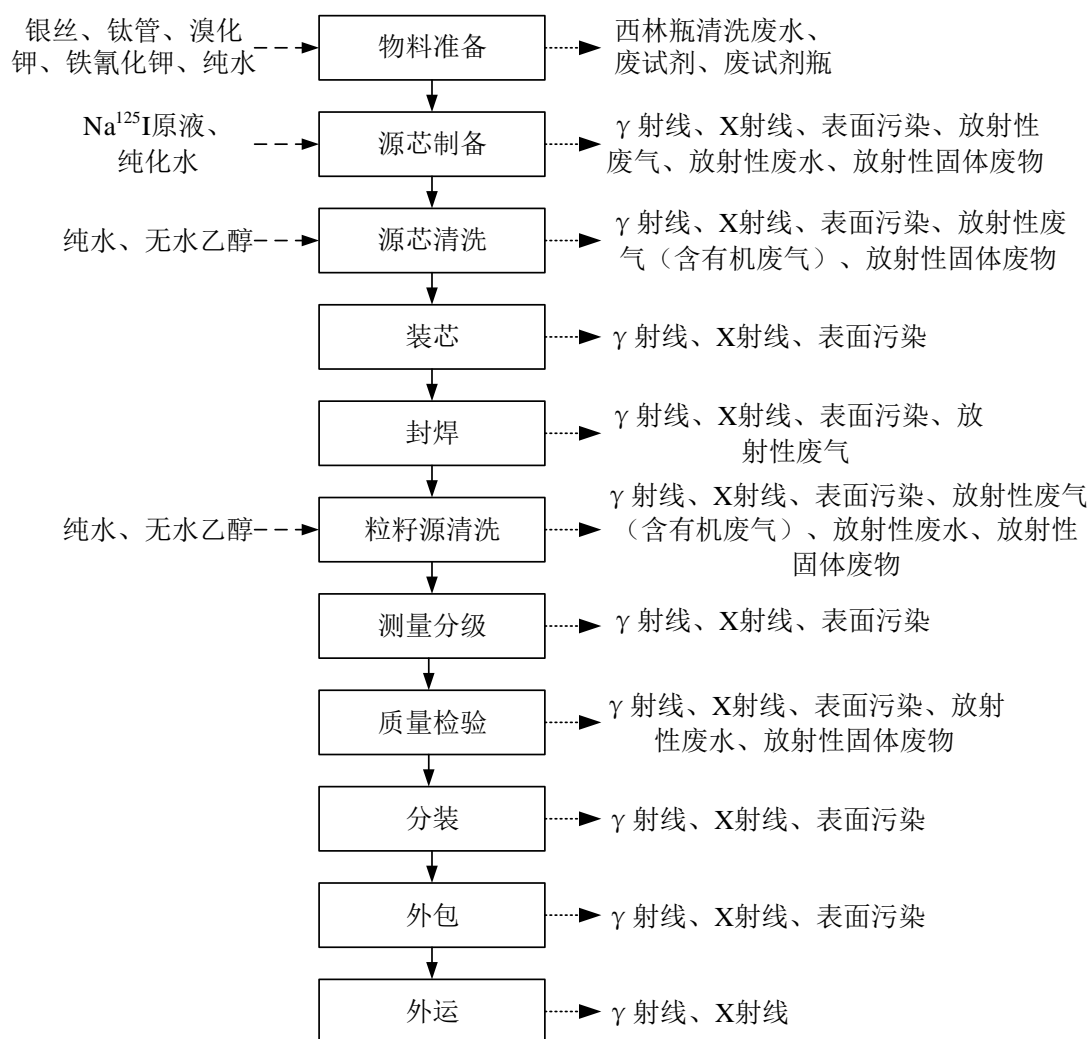 银丝、钛管、溴化
钾、铁氰化钾、纯水
物料准备
西林瓶清洗废水、
废试剂、废试剂瓶
Na¹²⁵I原液、
纯化水
源芯制备
γ 射线、X射线、表面污染、放射性
废气、放射性废水、放射性固体废物
纯水、无水乙醇
源芯清洗
γ 射线、X射线、表面污染、放射性废
气（含有机废气）、放射性固体废物
装芯
γ 射线、X射线、表面污染
封焊
γ 射线、X射线、表面污染、放
射性废气
纯水、无水乙醇
粒籽源清洗
γ 射线、X射线、表面污染、放射性废气
（含有机废气）、放射性废水、放射性
固体废物
测量分级
γ 射线、X射线、表面污染
质量检验
γ 射线、X射线、表面污染、放射
性废水、放射性固体废物
分装
γ 射线、X射线、表面污染
外包
γ 射线、X射线、表面污染
外运
γ 射线、X射线